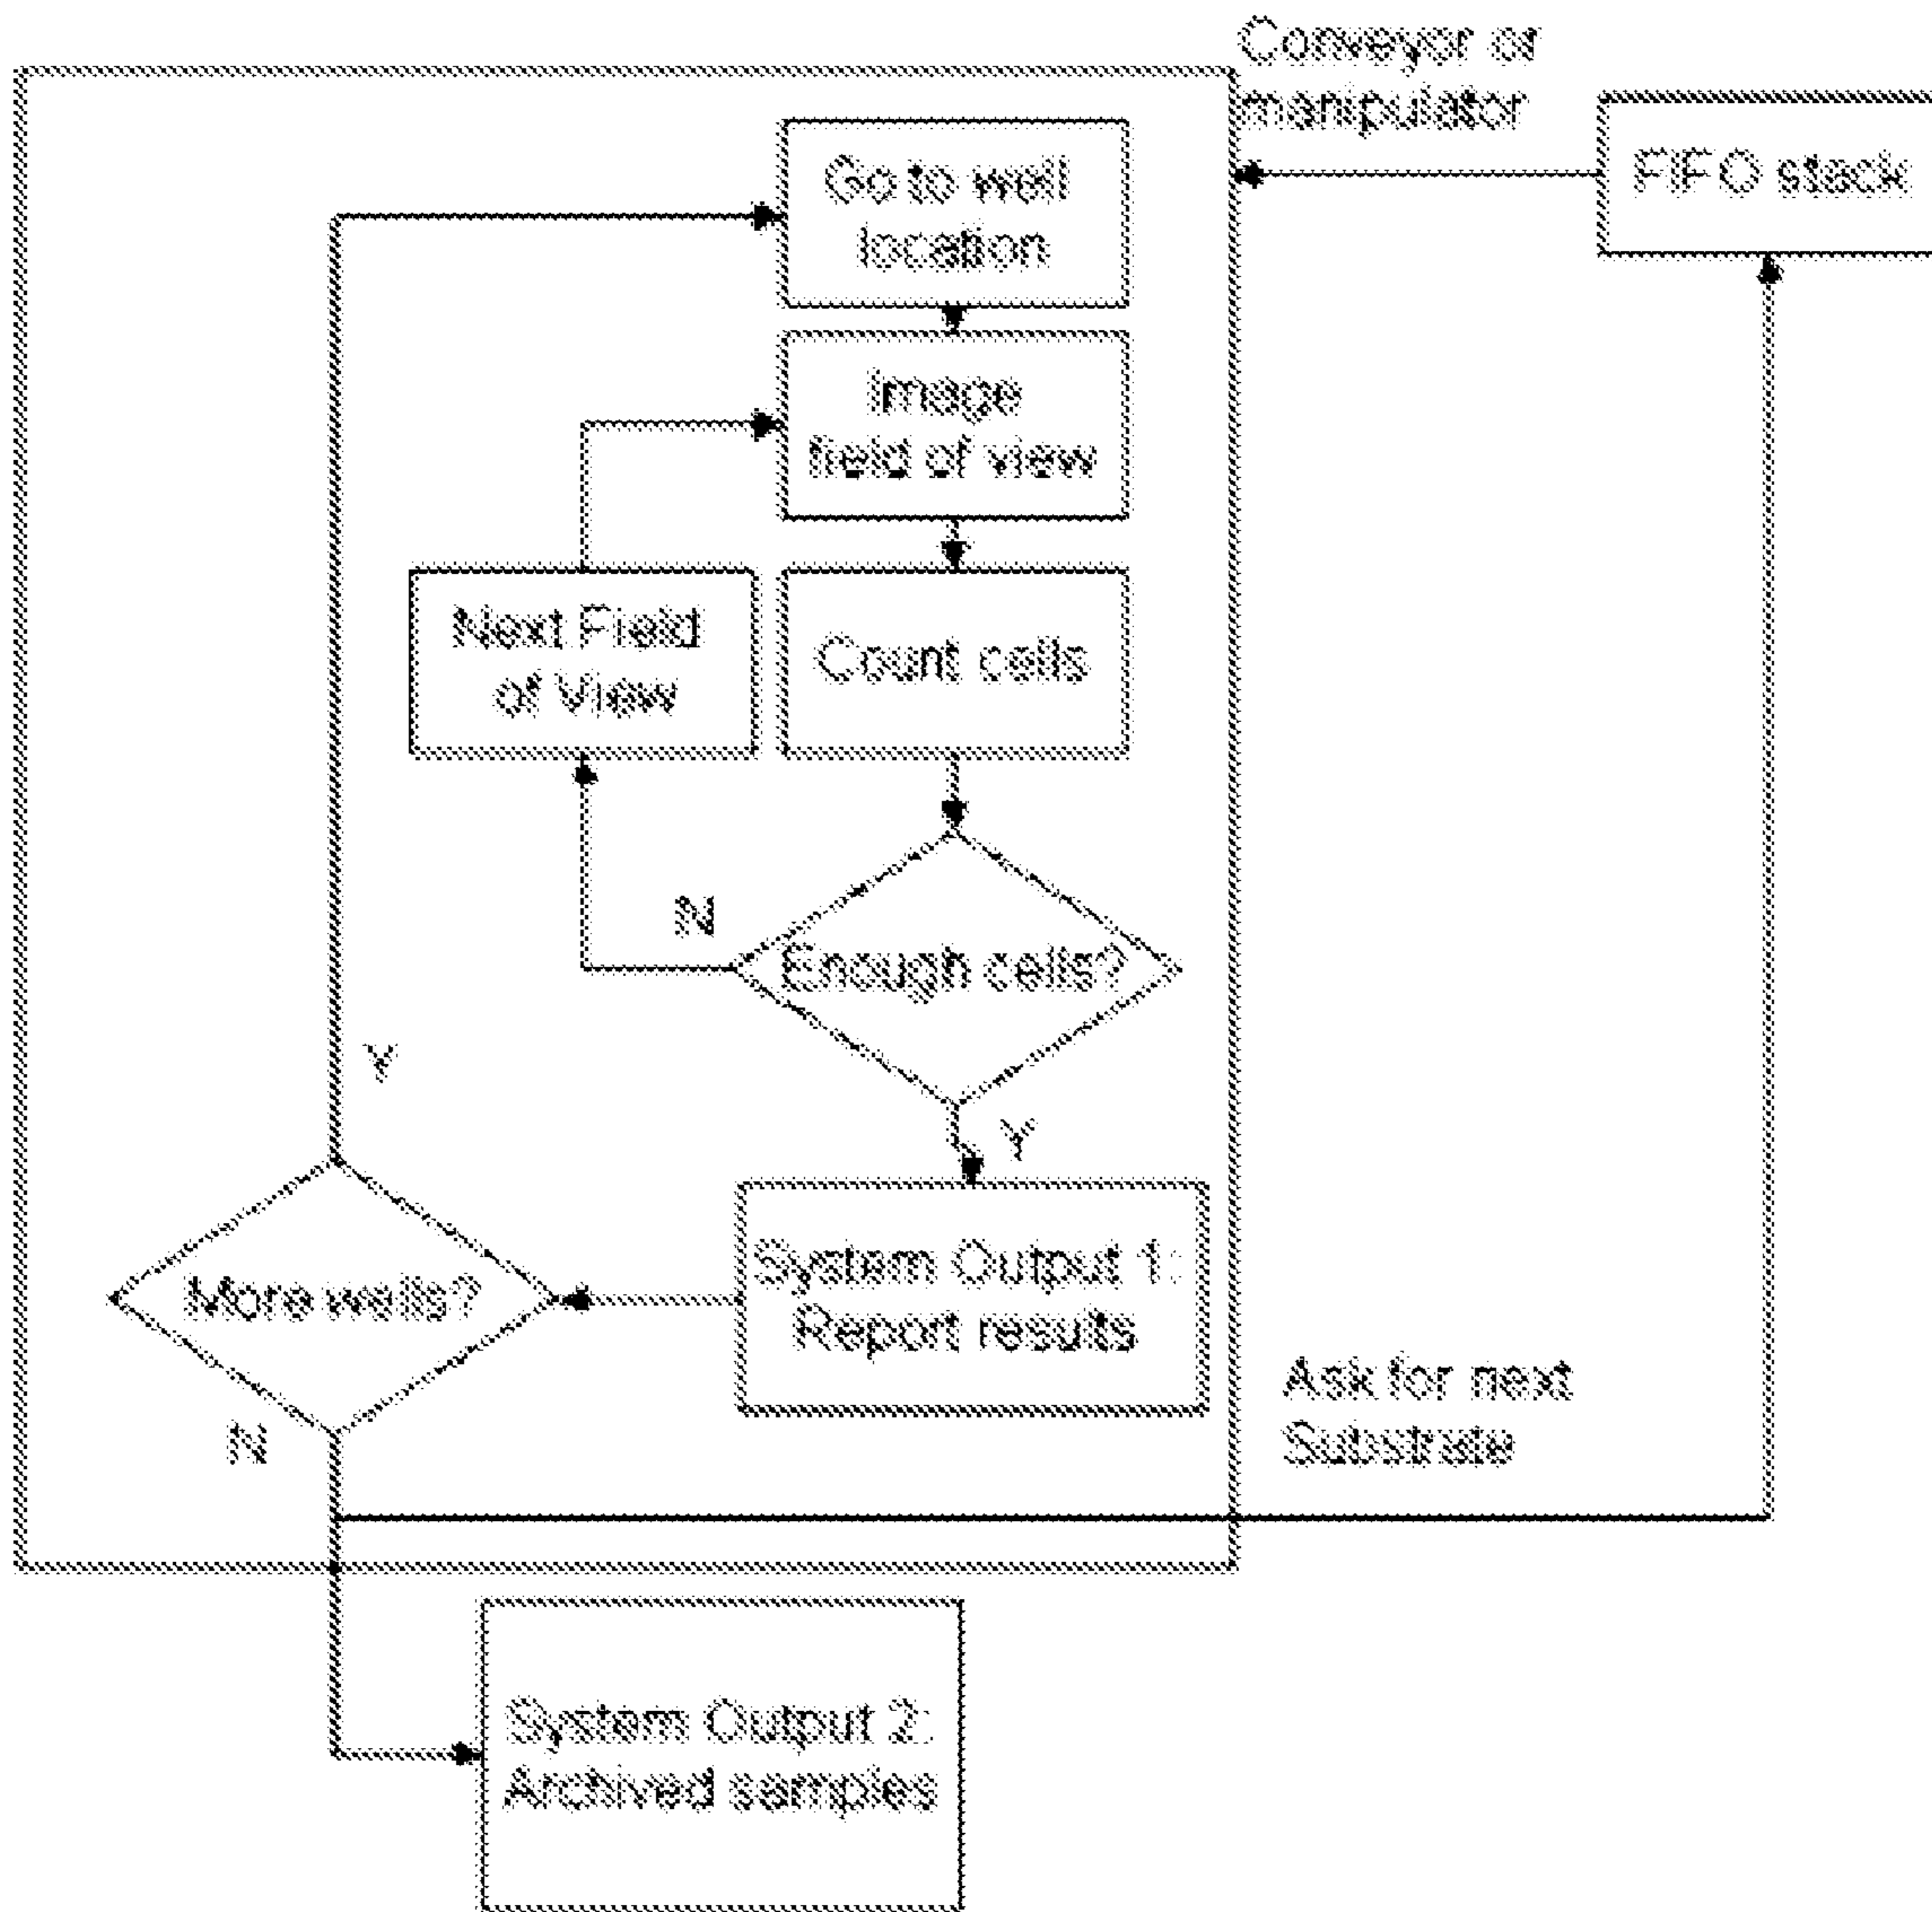 Conveyor or
manipulator
FIFO stack
Go to well
location
Image
field of view
Next Field
of View
Count cells
N
Enough cells?
Y
Y
System Output 1:
Report results
More wells?
N
Ask for next
Substrate
System Output 2:
Archived samples